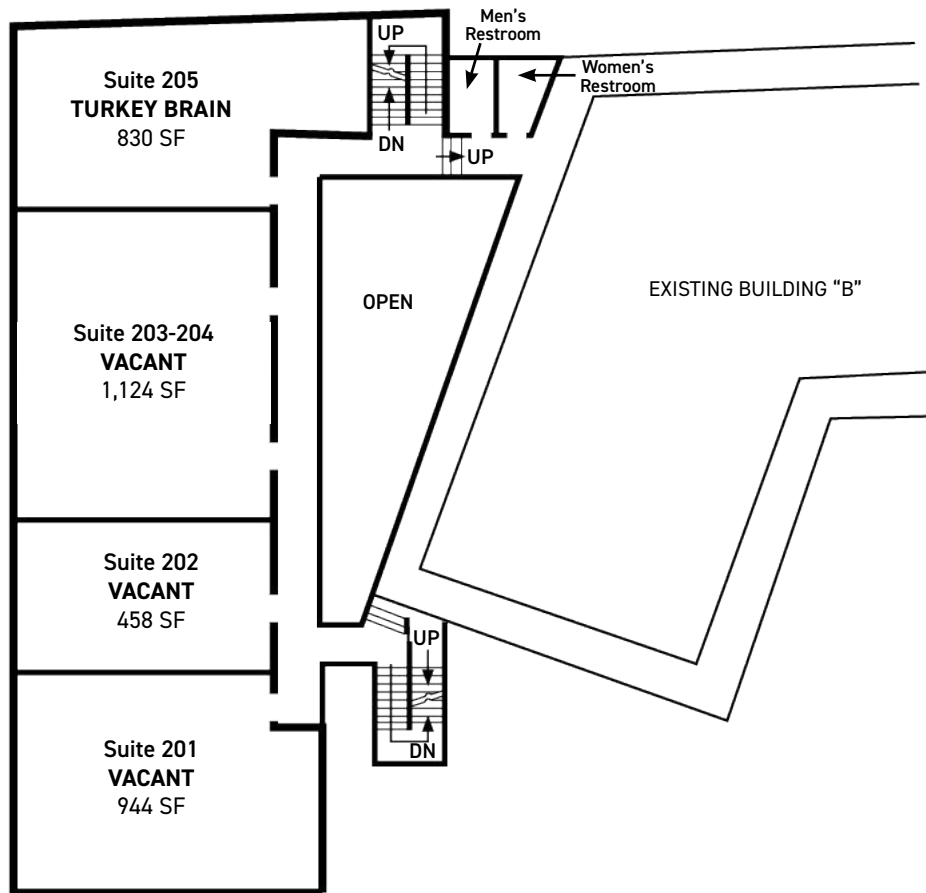 Men's
Restroom
UP
Women's
Restroom
Suite 205
TURKEY BRAIN
830 SF
DN
UP
OPEN
EXISTING BUILDING “B”
Suite 203-204
VACANT
1,124 SF
Suite 202
VACANT
458 SF
UP
Suite 201
VACANT
944 SF
DN